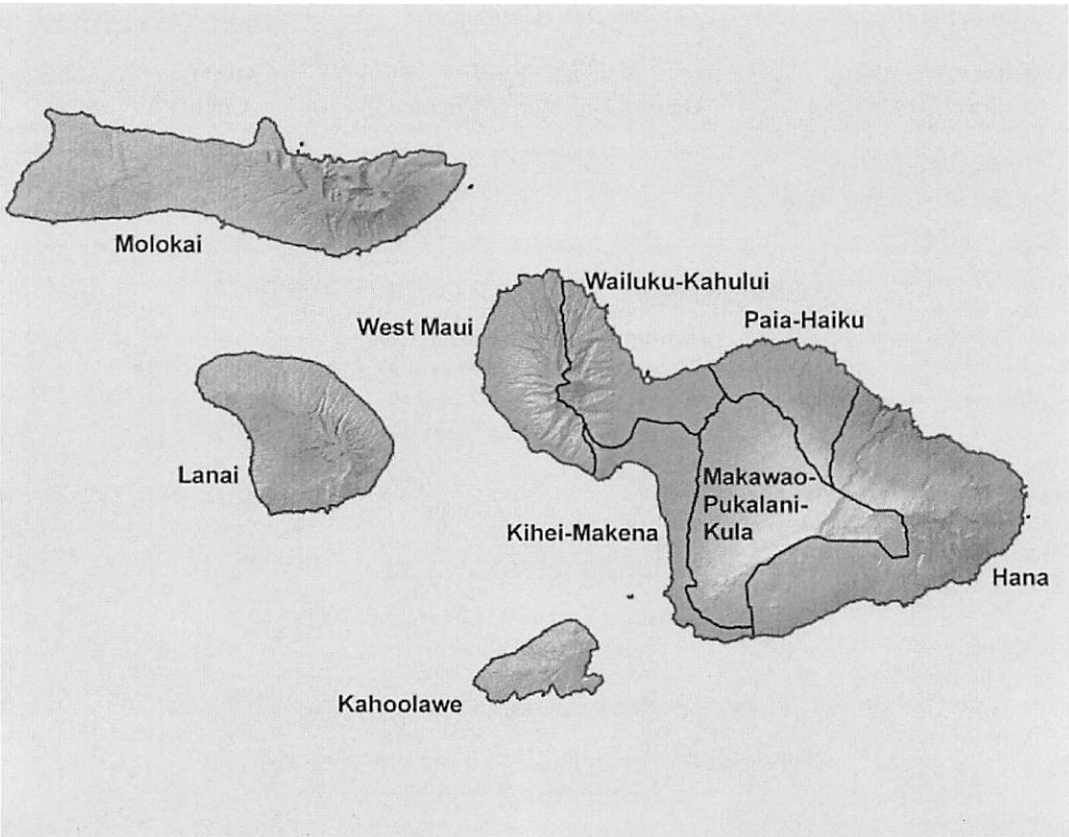 Molokai
Wailuku-Kahului
Paia-Haiku
West Maui
Lanai
Makawao-
Pukalani-
Kula
Kihei-Makena
Hana
Kahoolawe